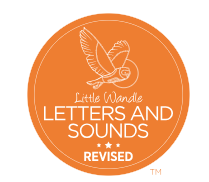 Little Wandle
LETTERS AND
SOUNDS
REVISED
TM